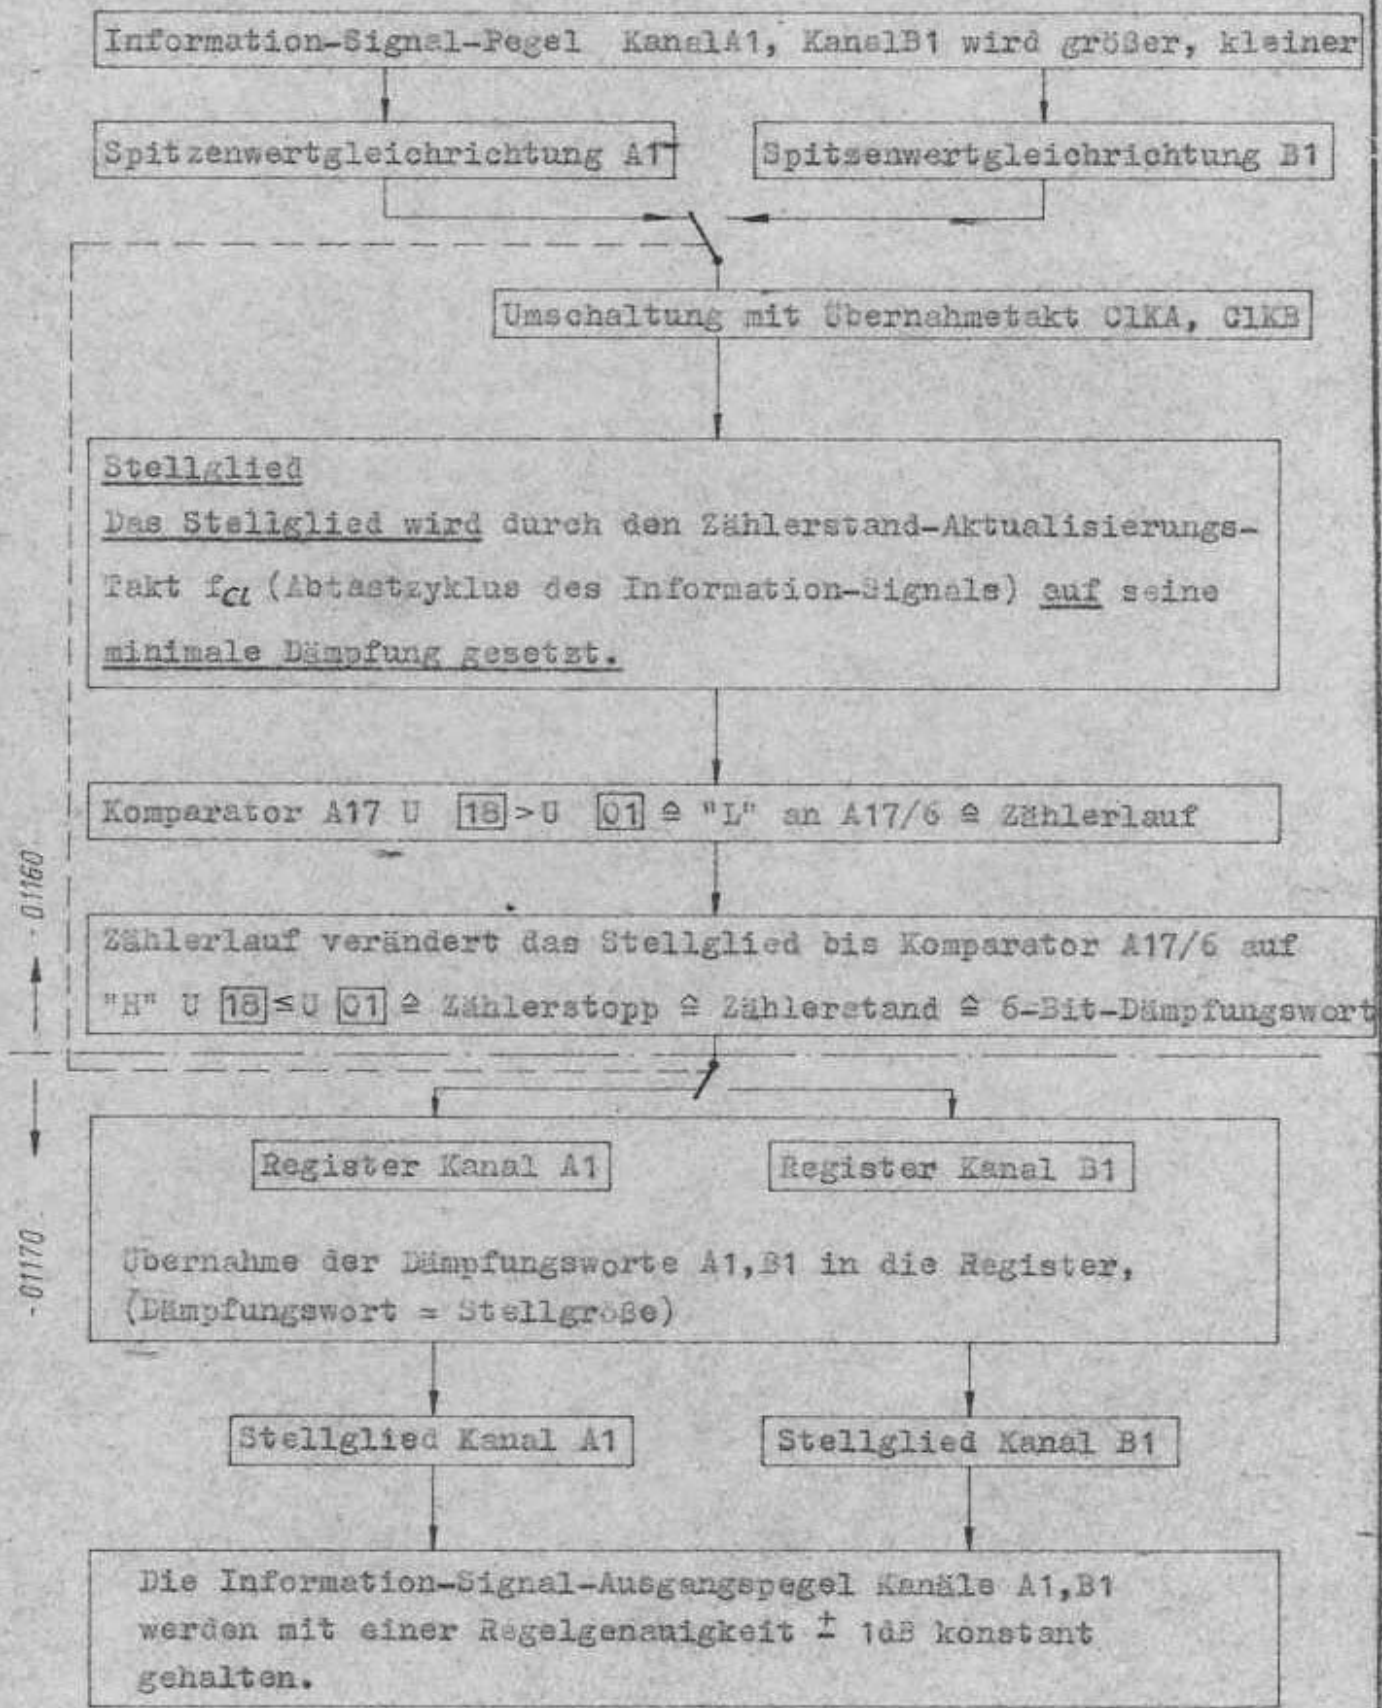 Information-Signal-Pegel KanalA1, KanalB1 wird größer, kleiner
Spitzenwertgleichrichtung A1
Spitzenwertgleichrichtung B1
Umschaltung mit Übernahmetakt ClKA, ClKB
Stellglied
Das Stellglied wird durch den Zählerstand-Aktualisierungs-
Takt fCL (Abtastzyklus des Information-Signals) auf seine
minimale Dämpfung gesetzt.
Komparator A17 U 18 > U 01 ≙ "L" an A17/6 ≙ Zählerlauf
-01160
Zählerlauf verändert das Stellglied bis Komparator A17/6 auf
"H" U 18 ≤ U 01 ≙ Zählerstopp ≙ Zählerstand ≙ 6-Bit-Dämpfungswort
-01170
Register Kanal A1
Register Kanal B1
Übernahme der Dämpfungsworte A1,B1 in die Register,
(Dämpfungswort = Stellgröße)
Stellglied Kanal A1
Stellglied Kanal B1
Die Information-Signal-Ausgangspegel Kanäle A1,B1
werden mit einer Regelgenauigkeit ± 1dB konstant
gehalten.